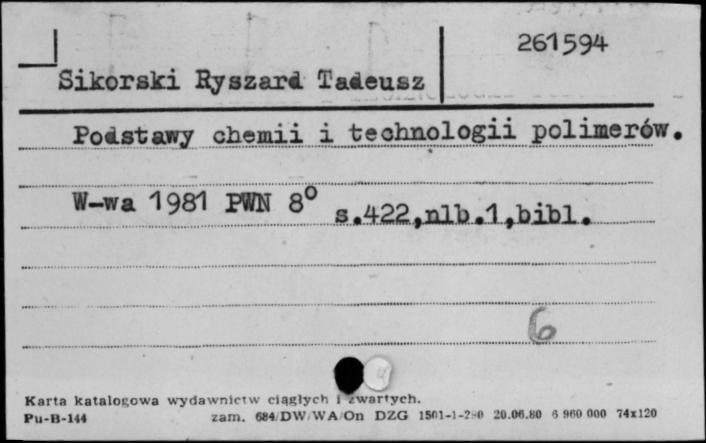 261594
Sikorski Ryszard Tadeusz
Podstawy chemii i technologii polimerów.
W-wa 1981 PWN 8° s.422,nlb.1,bibl.
6
Karta katalogowa wydawnictw ciągłych i zwartych.
Pu-B-144 zam. 684/DW/WA/On DZG 1501-1-280 20.06.80 6 960 000 74x120